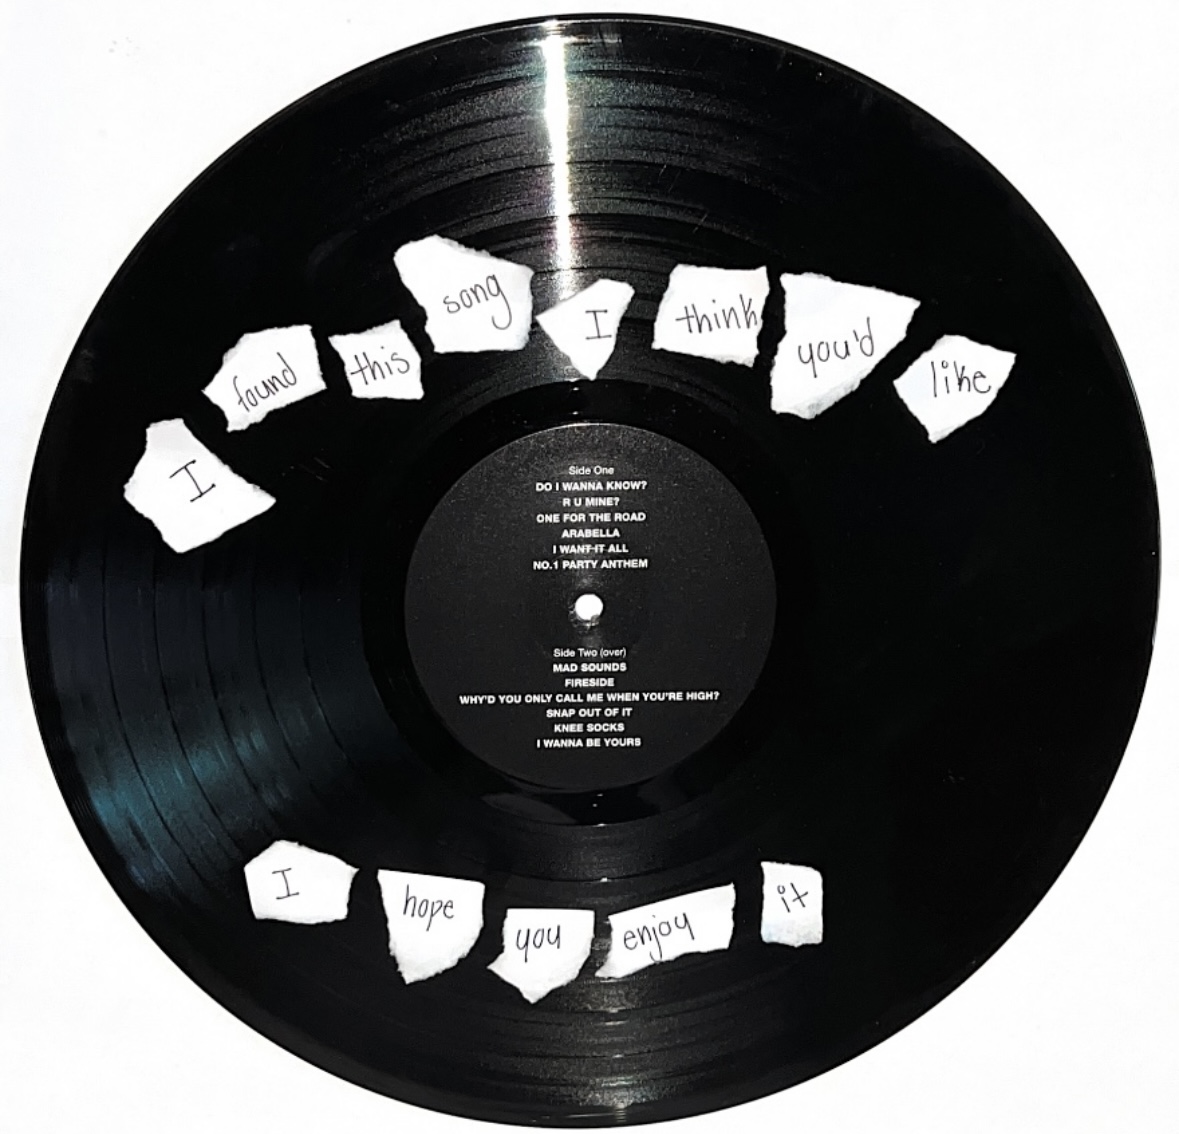 I found this song I think you'd like
Side One
DO I WANNA KNOW?
R U MINE?
ONE FOR THE ROAD
ARABELLA
I WANT IT ALL
NO.1 PARTY ANTHEM
Side Two (over)
MAD SOUNDS
FIRESIDE
WHY'D YOU ONLY CALL ME WHEN YOU'RE HIGH?
SNAP OUT OF IT
KNEE SOCKS
I WANNA BE YOURS
I hope you enjoy it